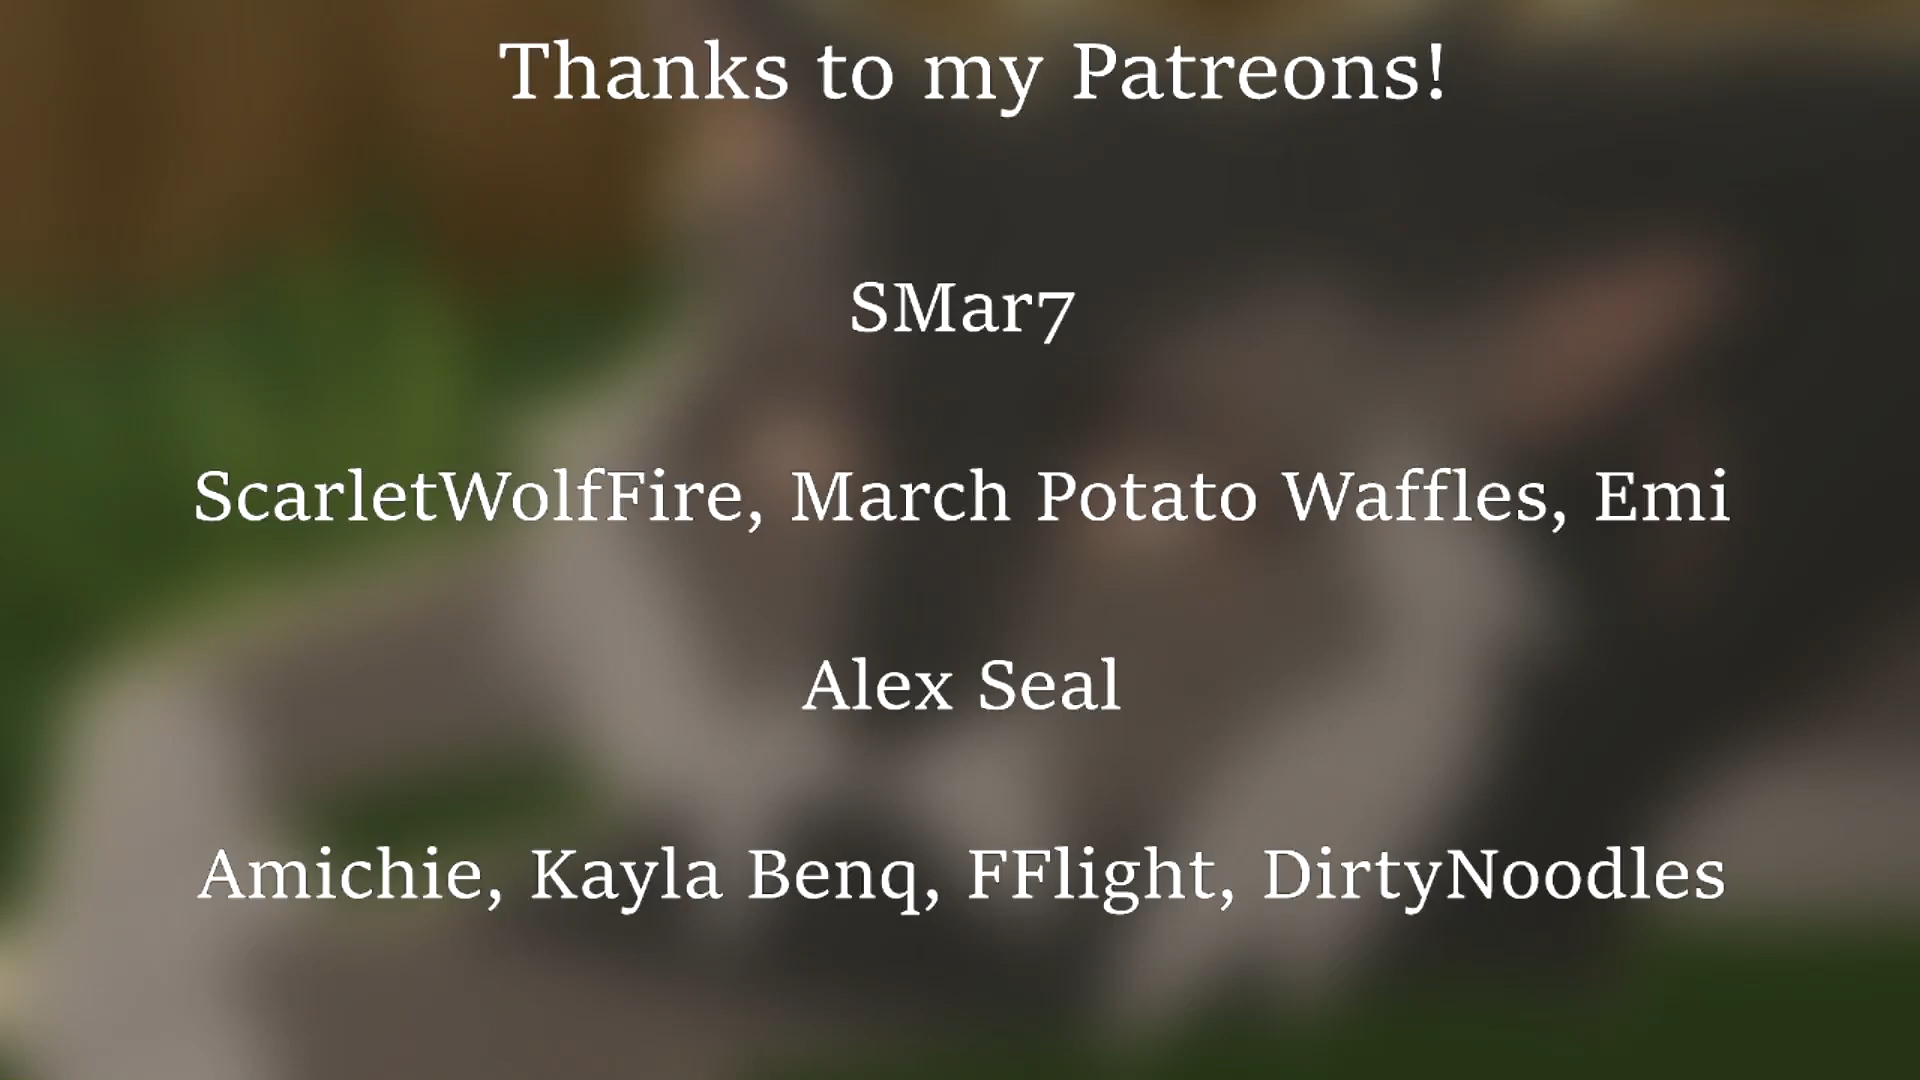 Thanks to my Patreons!
SMar7
ScarletWolfFire, March Potato Waffles, Emi
Alex Seal
Amichie, Kayla Benq, FFlight, DirtyNoodles